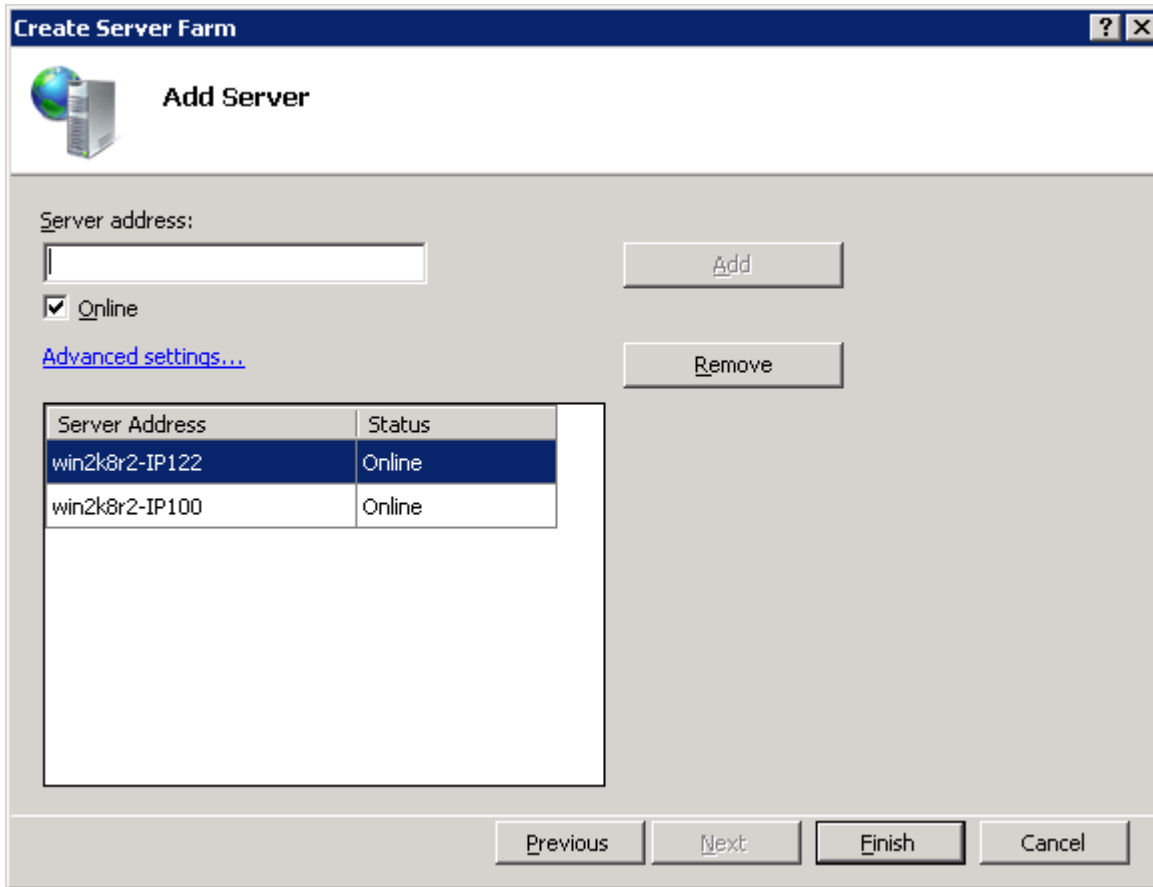 Create Server Farm
Add Server
Server address:
Add
Online
Advanced settings...
Remove
Server Address Status
win2k8r2-IP122 Online
win2k8r2-IP100 Online
Previous Next Finish Cancel